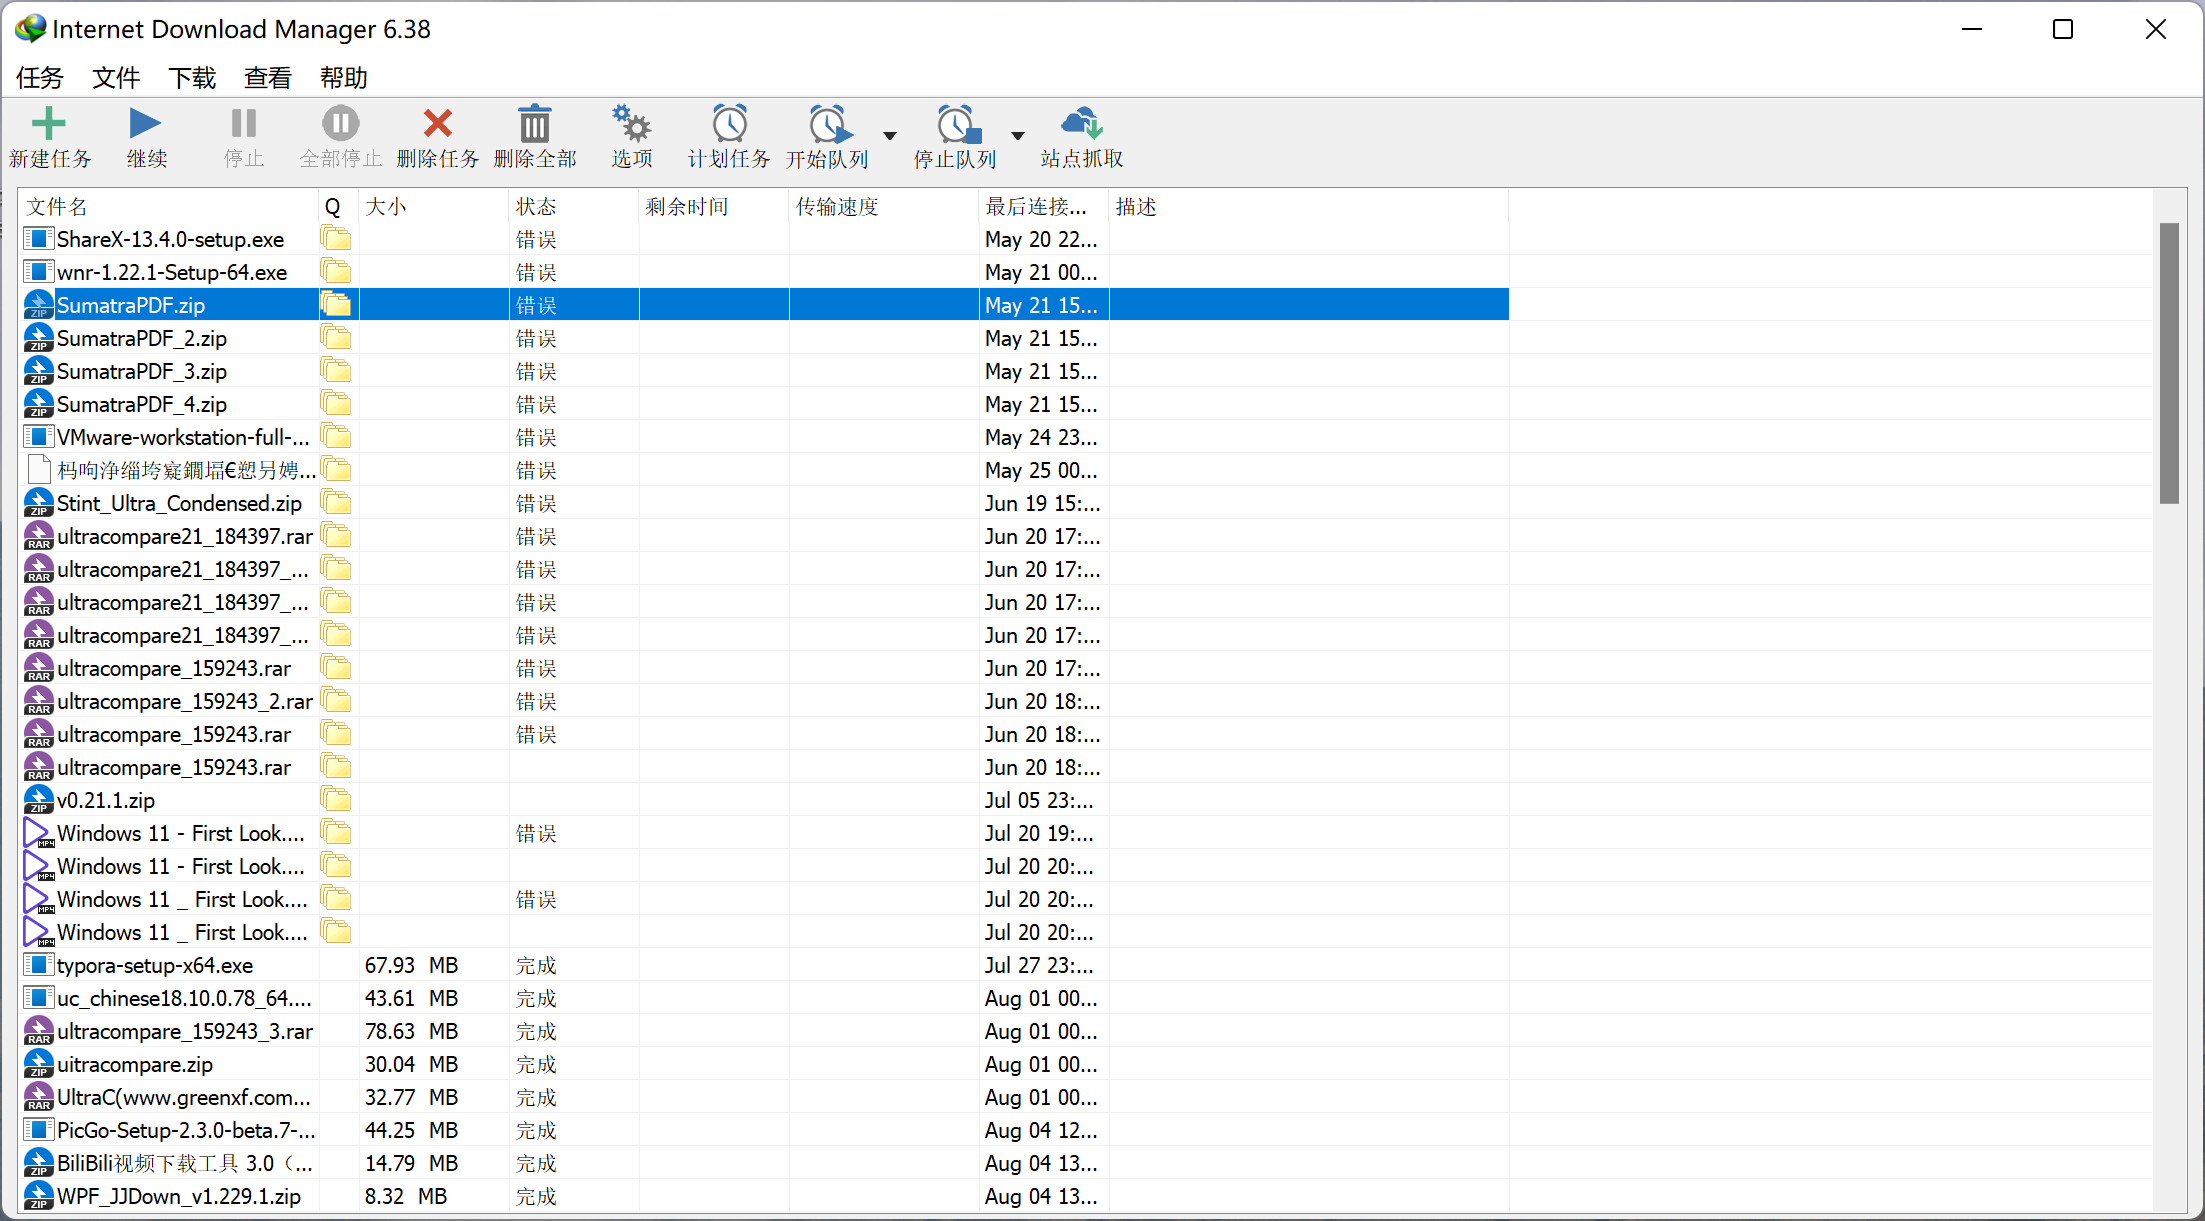 Internet Download Manager 6.38
任务 文件 下载 查看 帮助
新建任务 继续 停止 全部停止 删除任务 删除全部 选项 计划任务 开始队列 停止队列 站点抓取
文件名 Q 大小 状态 剩余时间 传输速度 最后连接... 描述
ShareX-13.4.0-setup.exe 错误 May 20 22...
wnr-1.22.1-Setup-64.exe 错误 May 21 00...
SumatraPDF.zip 错误 May 21 15...
SumatraPDF_2.zip 错误 May 21 15...
SumatraPDF_3.zip 错误 May 21 15...
SumatraPDF_4.zip 错误 May 21 15...
VMware-workstation-full-... 错误 May 24 23...
错误 May 25 00...
Stint_Ultra_Condensed.zip 错误 Jun 19 15:...
ultracompare21_184397.rar 错误 Jun 20 17:...
ultracompare21_184397_... 错误 Jun 20 17:...
ultracompare21_184397_... 错误 Jun 20 17:...
ultracompare21_184397_... 错误 Jun 20 17:...
ultracompare_159243.rar 错误 Jun 20 17:...
ultracompare_159243_2.rar 错误 Jun 20 18:...
ultracompare_159243.rar 错误 Jun 20 18:...
ultracompare_159243.rar Jun 20 18:...
v0.21.1.zip Jul 05 23:...
Windows 11 - First Look.... 错误 Jul 20 19:...
Windows 11 - First Look.... Jul 20 20:...
Windows 11 _ First Look.... 错误 Jul 20 20:...
Windows 11 _ First Look.... Jul 20 20:...
typora-setup-x64.exe 67.93 MB 完成 Jul 27 23:...
uc_chinese18.10.0.78_64.... 43.61 MB 完成 Aug 01 00...
ultracompare_159243_3.rar 78.63 MB 完成 Aug 01 00...
uitracompare.zip 30.04 MB 完成 Aug 01 00...
UltraC(www.greenxf.com... 32.77 MB 完成 Aug 01 00...
PicGo-Setup-2.3.0-beta.7-... 44.25 MB 完成 Aug 04 12...
BiliBili视频下载工具 3.0（... 14.79 MB 完成 Aug 04 13...
WPF_JJDown_v1.229.1.zip 8.32 MB 完成 Aug 04 13...